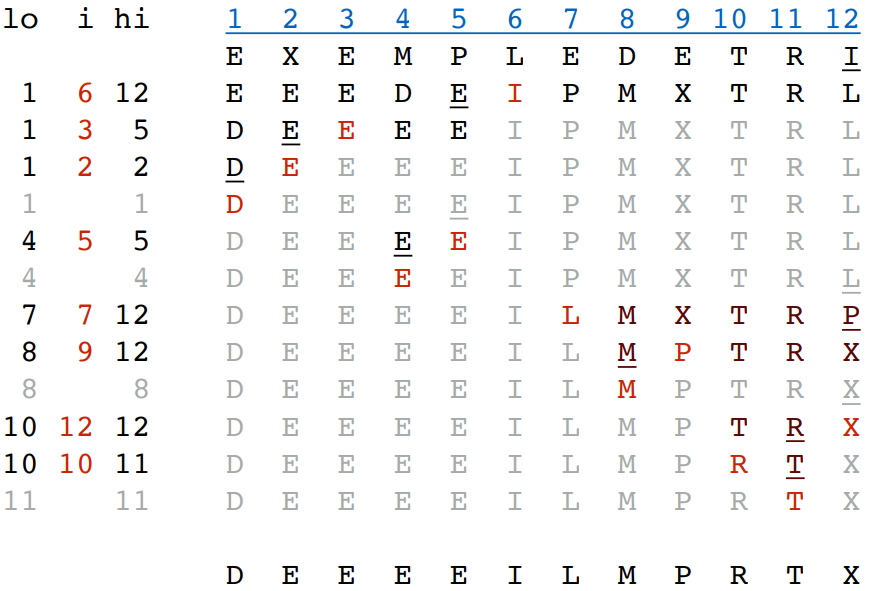 lo i hi 1 2 3 4 5 6 7 8 9 10 11 12
E X E M P L E D E T R I
1 6 12 E E E D E I P M X T R L
1 3 5 D E E E E I P M X T R L
1 2 2 D E E E E I P M X T R L
1 1 D E E E E I P M X T R L
4 5 5 D E E E E I P M X T R L
4 4 D E E E E I P M X T R L
7 7 12 D E E E E I L M X T R P
8 9 12 D E E E E I L M P T R X
8 8 D E E E E I L M P T R X
10 12 12 D E E E E I L M P T R X
10 10 11 D E E E E I L M P R T X
11 11 D E E E E I L M P R T X
D E E E E I L M P R T X